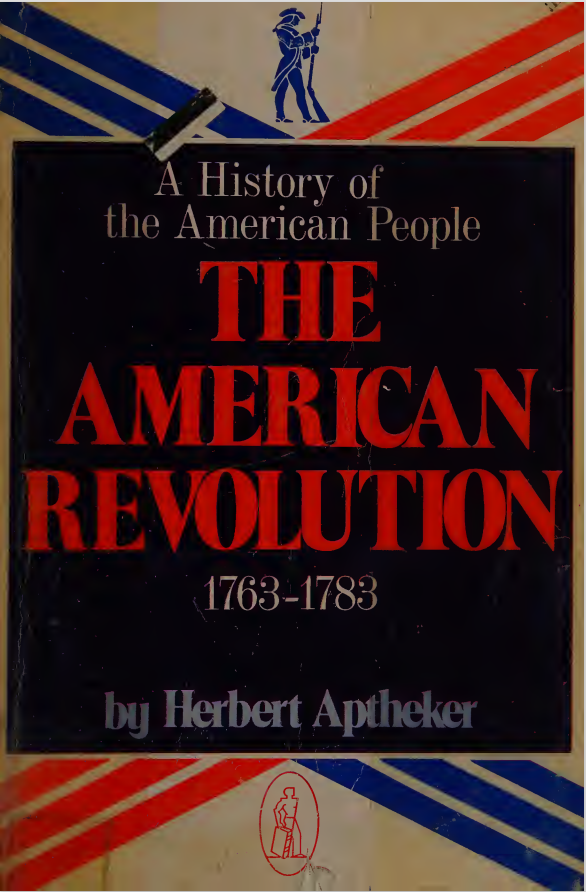 A History of
the American People
THE
AMERICAN
REVOLUTION
1763-1783
by Herbert Aptheker